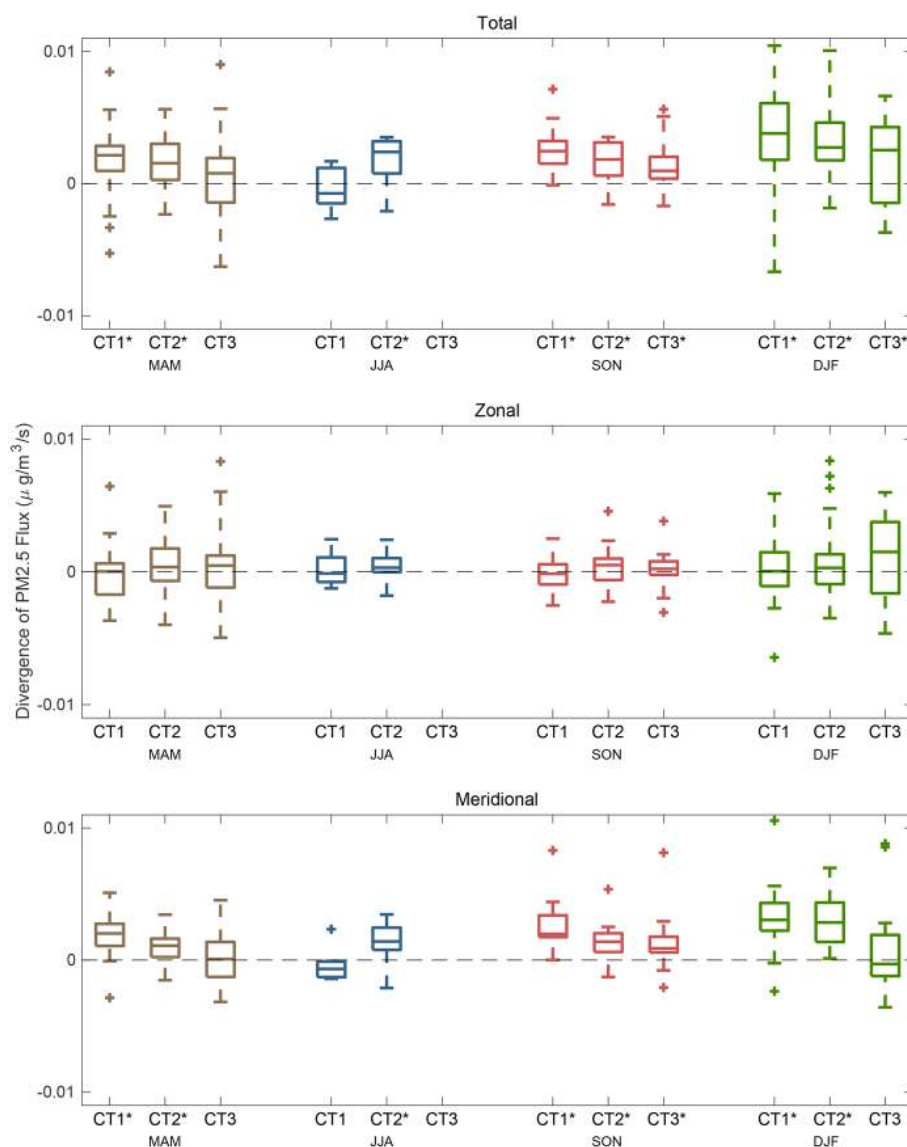 Total
0.01
0
-0.01
CT1* CT2* CT3 CT1 CT2* CT3 CT1* CT2* CT3* CT1* CT2* CT3*
MAM JJA SON DJF
Zonal
0.01
0
-0.01
Divergence of PM2.5 Flux (μ g/m³/s)
CT1 CT2 CT3 CT1 CT2 CT3 CT1 CT2 CT3 CT1 CT2 CT3
MAM JJA SON DJF
Meridional
0.01
0
-0.01
CT1* CT2* CT3 CT1 CT2* CT3 CT1* CT2* CT3* CT1* CT2* CT3
MAM JJA SON DJF